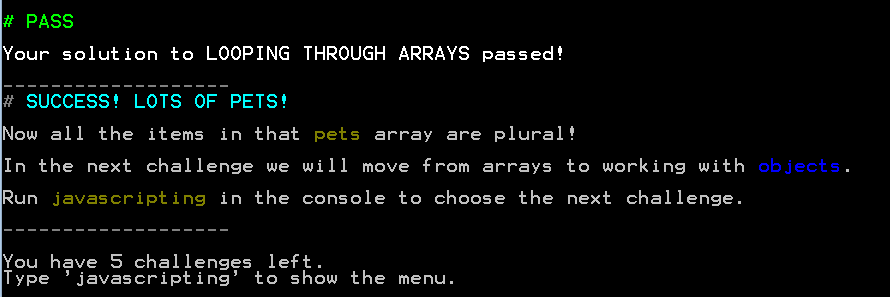 # PASS
Your solution to LOOPING THROUGH ARRAYS passed!
-------------------
# SUCCESS! LOTS OF PETS!
Now all the items in that pets array are plural!
In the next challenge we will move from arrays to working with objects.
Run javascripting in the console to choose the next challenge.
-------------------
You have 5 challenges left.
Type 'javascripting' to show the menu.